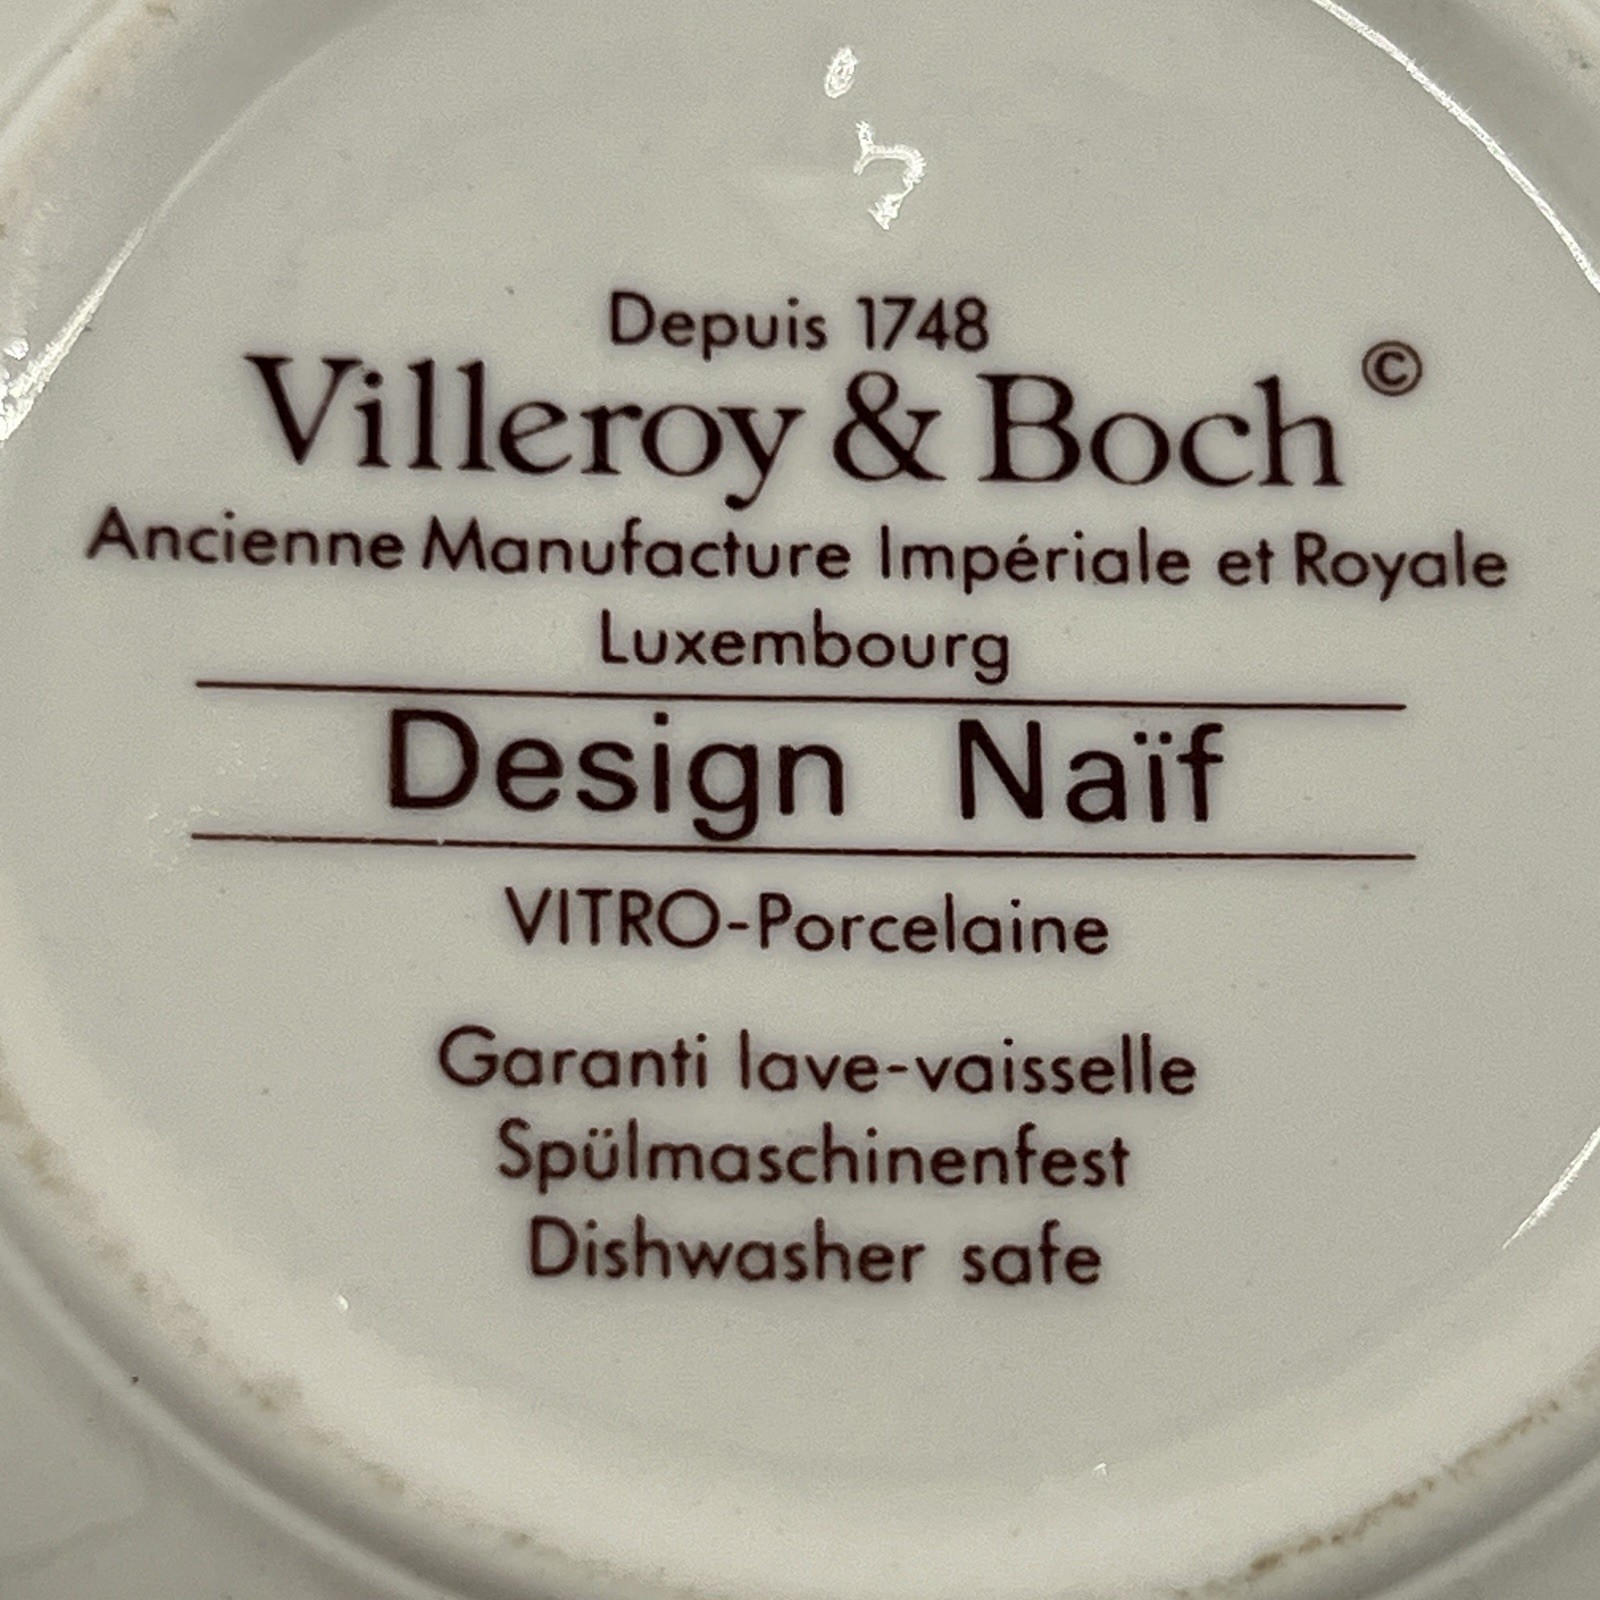 Depuis 1748
Villeroy & Boch ©
Ancienne Manufacture Impériale et Royale
Luxembourg
Design Naïf
VITRO-Porcelaine
Garanti lave-vaisselle
Spülmaschinenfest
Dishwasher safe